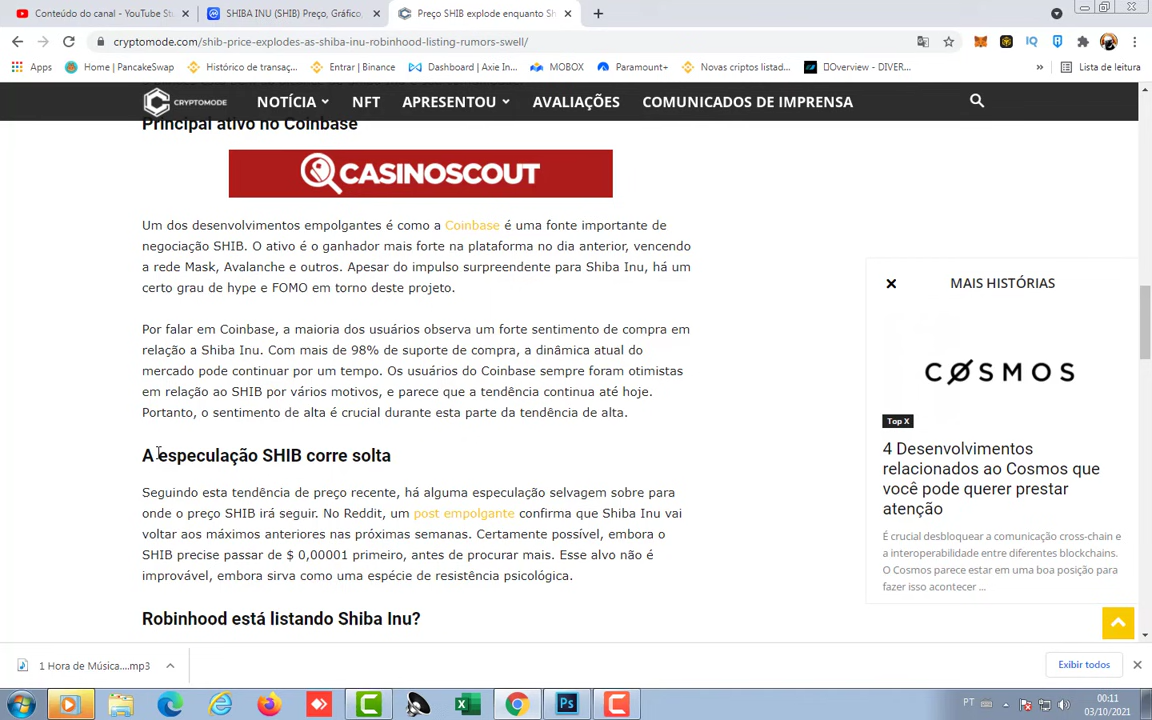 Conteúdo do canal - YouTube St
SHIBA INU (SHIB) Preço, Gráfico,
Preço SHIB explode enquanto Sh
cryptomode.com/shib-price-explodes-as-shiba-inu-robinhood-listing-rumors-swell/
Apps
Home | PancakeSwap
Histórico de transaç...
Entrar | Binance
Dashboard | Axie In...
MOBOX
Paramount+
Novas criptos listad...
Overview - DIVER...
»
Lista de leitura
CRYPTOMODE
NOTÍCIA
NFT
APRESENTOU
AVALIAÇÕES
COMUNICADOS DE IMPRENSA
Principal ativo no Coinbase
CASINOSCOUT
Um dos desenvolvimentos empolgantes é como a Coinbase é uma fonte importante de
negociação SHIB. O ativo é o ganhador mais forte na plataforma no dia anterior, vencendo
a rede Mask, Avalanche e outros. Apesar do impulso surpreendente para Shiba Inu, há um
certo grau de hype e FOMO em torno deste projeto.
Por falar em Coinbase, a maioria dos usuários observa um forte sentimento de compra em
relação a Shiba Inu. Com mais de 98% de suporte de compra, a dinâmica atual do
mercado pode continuar por um tempo. Os usuários do Coinbase sempre foram otimistas
em relação ao SHIB por vários motivos, e parece que a tendência continua até hoje.
Portanto, o sentimento de alta é crucial durante esta parte da tendência de alta.
A especulação SHIB corre solta
Seguindo esta tendência de preço recente, há alguma especulação selvagem sobre para
onde o preço SHIB irá seguir. No Reddit, um post empolgante confirma que Shiba Inu vai
voltar aos máximos anteriores nas próximas semanas. Certamente possível, embora o
SHIB precise passar de $ 0,00001 primeiro, antes de procurar mais. Esse alvo não é
improvável, embora sirva como uma espécie de resistência psicológica.
Robinhood está listando Shiba Inu?
MAIS HISTÓRIAS
COSMOS
Top X
4 Desenvolvimentos
relacionados ao Cosmos que
você pode querer prestar
atenção
É crucial desbloquear a comunicação cross-chain e
a interoperabilidade entre diferentes blockchains.
O Cosmos parece estar em uma boa posição para
fazer isso acontecer ...
1 Hora de Música....mp3
Exibir todos
IQ
Ps
PT
00:11
03/10/2021